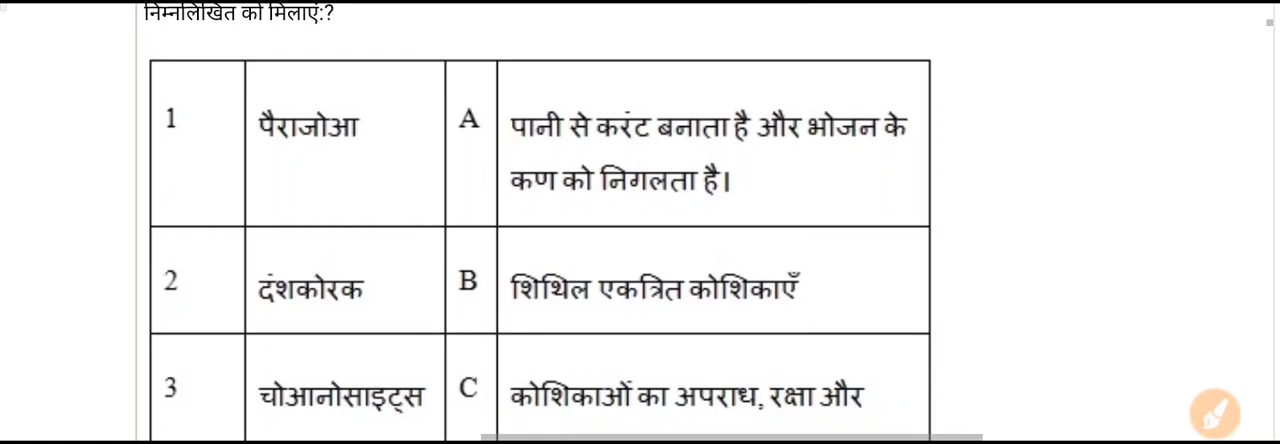 निम्नलिखित को मिलाएं:?
1 पैराजोआ A पानी से करंट बनाता है और भोजन के
कण को निगलता है।
2 दंशकोरक B शिथिल एकत्रित कोशिकाएँ
3 चोआनोसाइट्स C कोशिकाओं का अपराध, रक्षा और